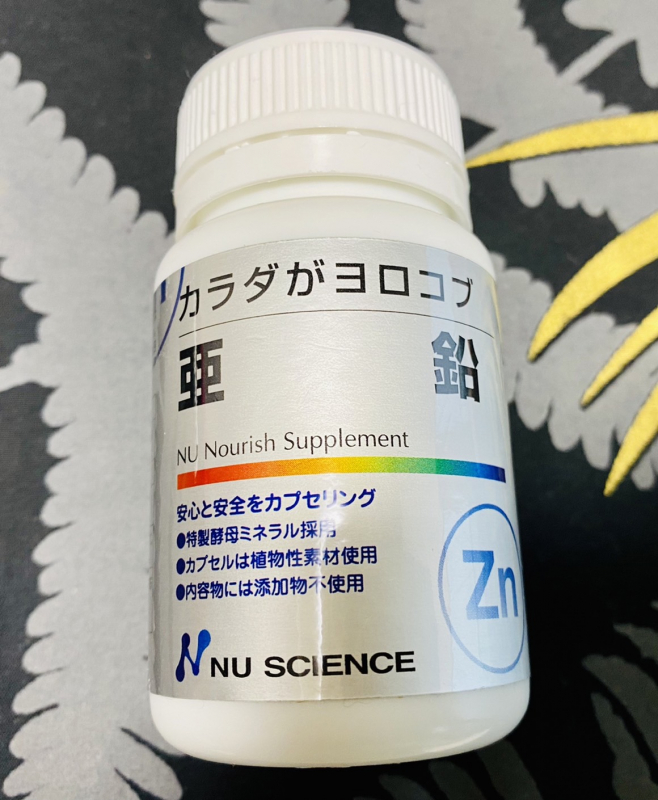 カラダがヨロコブ
亜 鉛
NU Nourish Supplement
安心と安全をカプセリング
●特製酵母ミネラル採用
●カプセルは植物性素材使用
●内容物には添加物不使用
Zn
NU SCIENCE